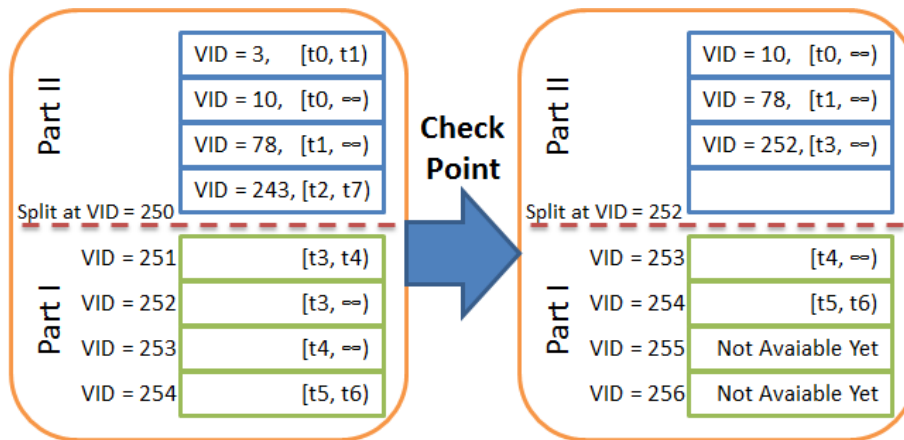 Part II
VID = 3, [t0, t1)
VID = 10, [t0, ∞)
VID = 78, [t1, ∞)
VID = 243, [t2, t7)
Split at VID = 250
Part I
VID = 251 [t3, t4)
VID = 252 [t3, ∞)
VID = 253 [t4, ∞)
VID = 254 [t5, t6)
Check
Point
Part II
VID = 10, [t0, ∞)
VID = 78, [t1, ∞)
VID = 252, [t3, ∞)
Split at VID = 252
Part I
VID = 253 [t4, ∞)
VID = 254 [t5, t6)
VID = 255 Not Avaiable Yet
VID = 256 Not Avaiable Yet